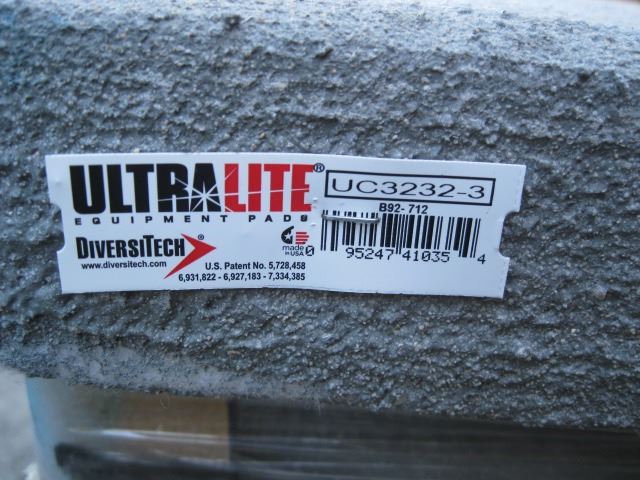 ULTRALITE®
EQUIPMENT PADS
DIVERSITECH
www.diversitech.com
made
in USA
U.S. Patent No. 5,728,458
6,931,822 - 6,927,183 - 7,334,385
UC3232-3
B92-712
0 95247 41035 4